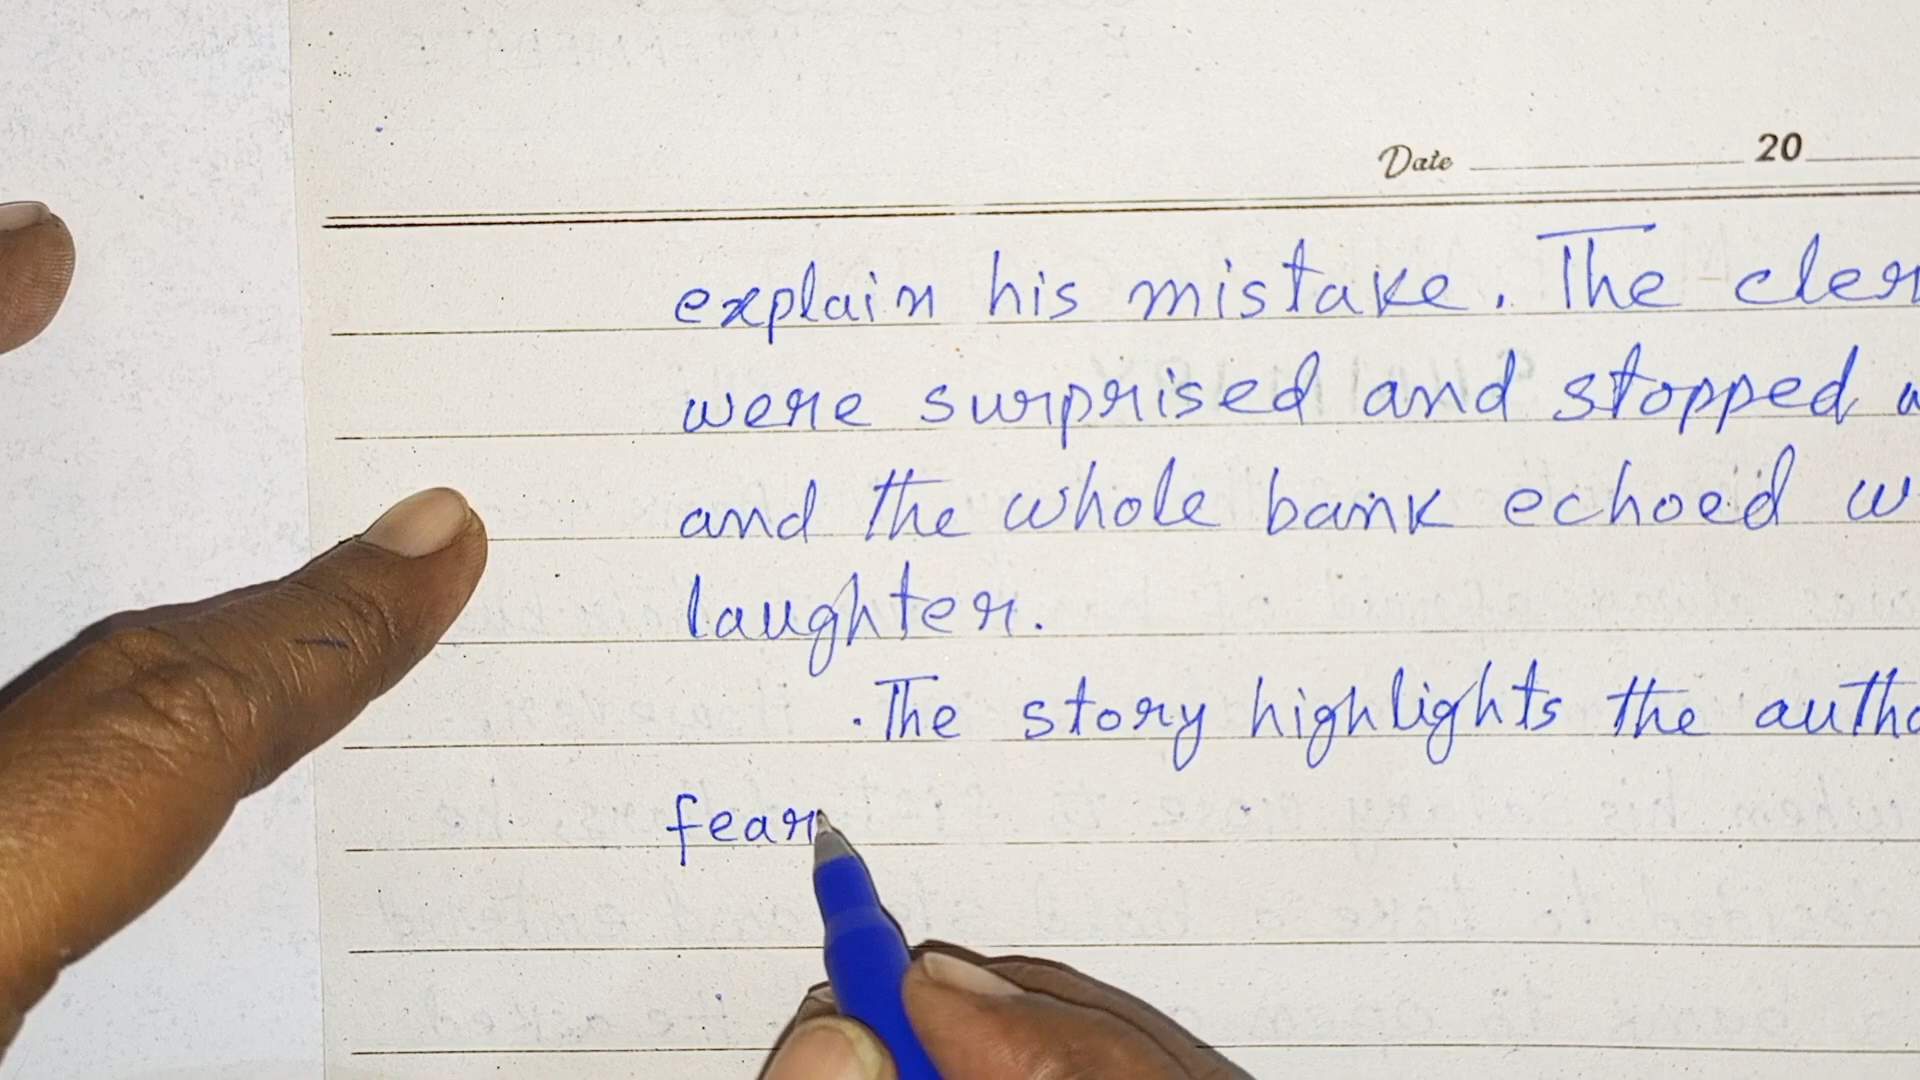 Date 20
explain his mistake. The cler
were surprised and stopped
and the whole bank echoed w
laughter.
. The story highlights the autho
fear